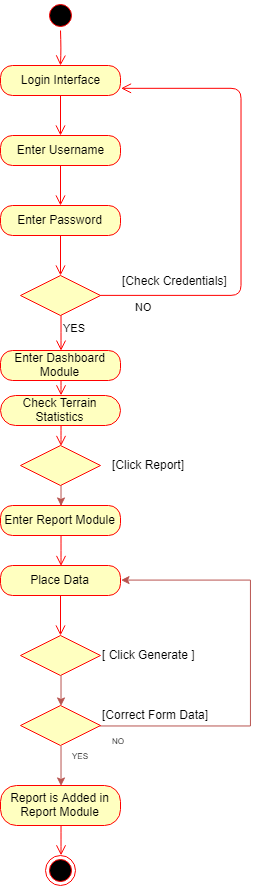 Login Interface
Enter Username
Enter Password
[Check Credentials]
NO
YES
Enter Dashboard
Module
Check Terrain
Statistics
[Click Report]
Enter Report Module
Place Data
[ Click Generate ]
[Correct Form Data]
NO
YES
Report is Added in
Report Module